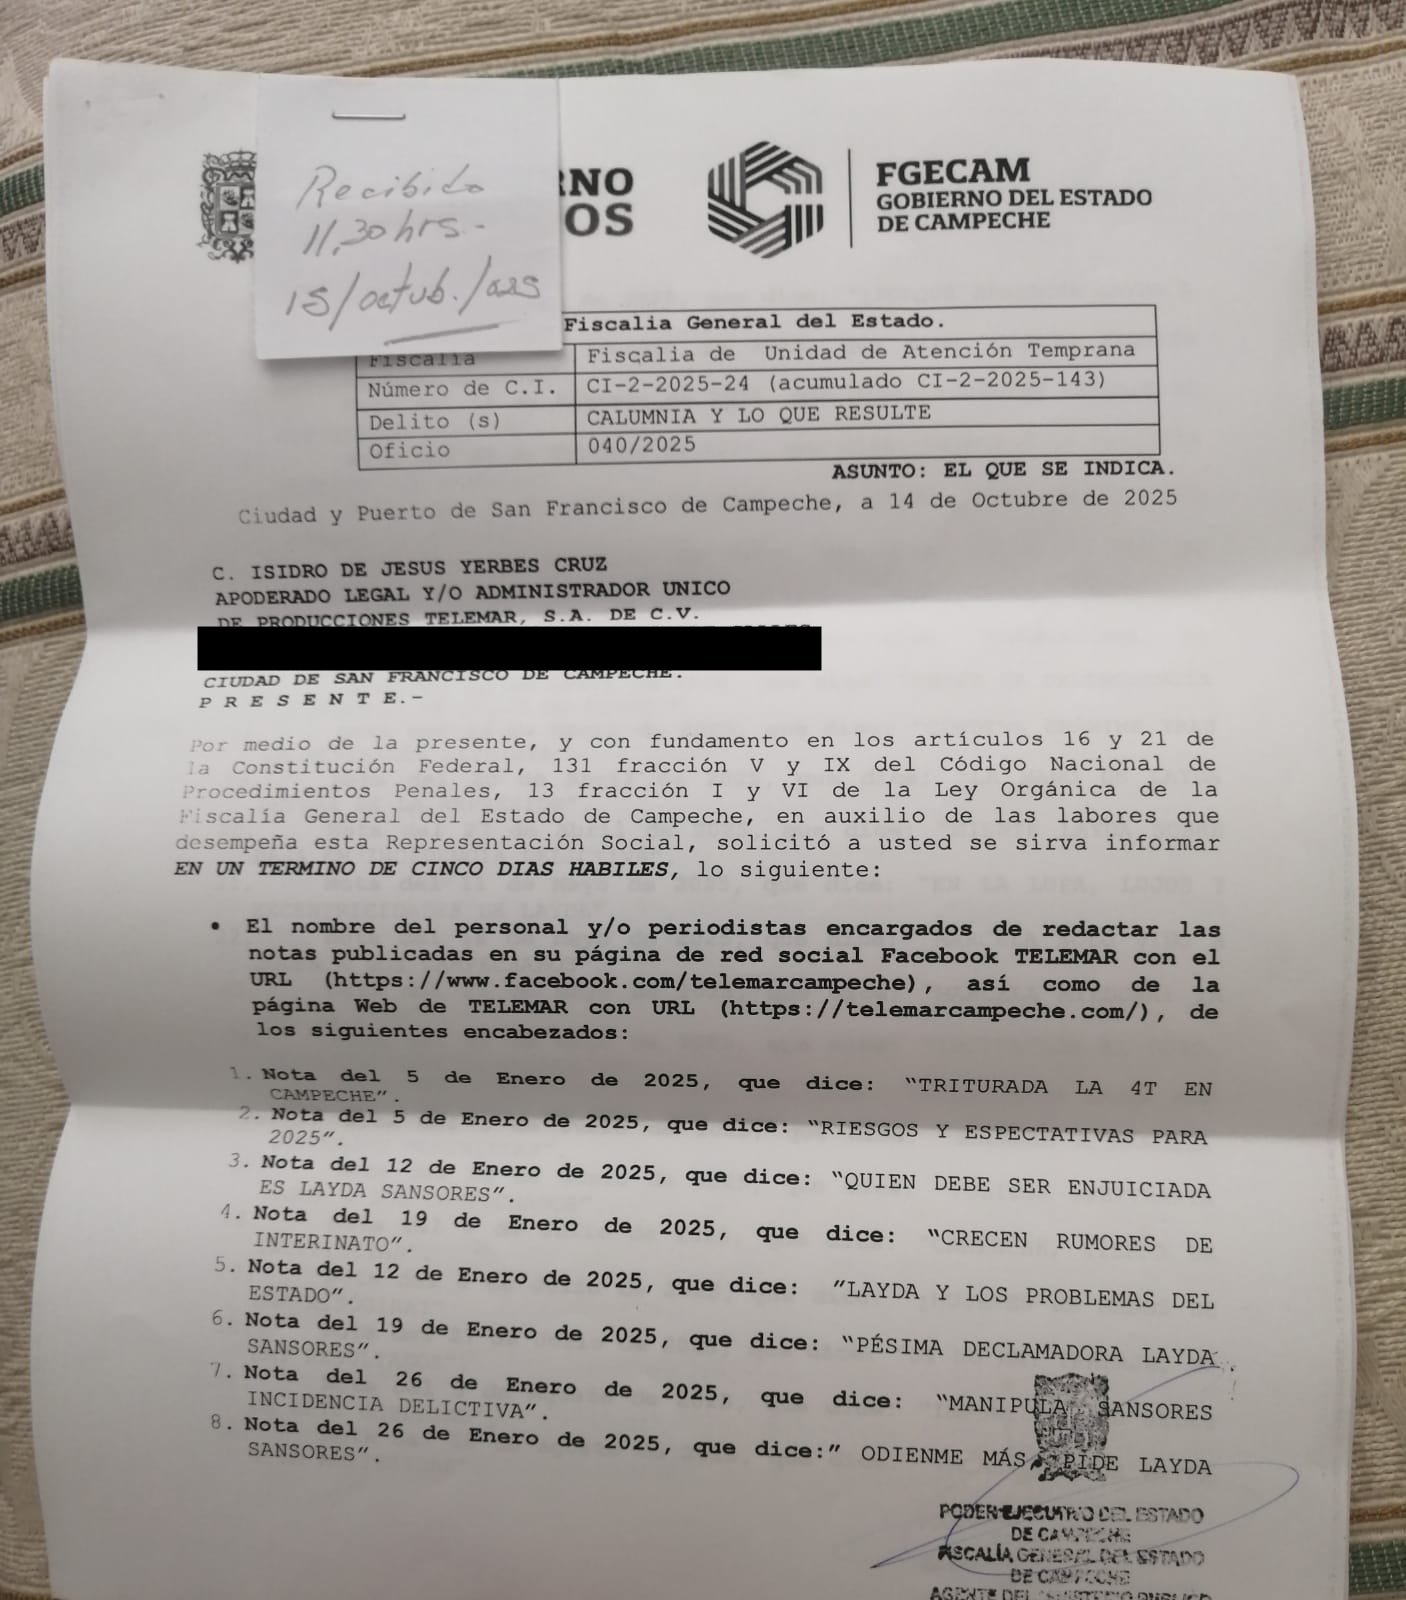 Recibido
11,30 hrs.-
15/octub./025
RNO
OS
FGECAM
GOBIERNO DEL ESTADO
DE CAMPECHE
Fiscalia General del Estado.
Fiscalía Fiscalia de Unidad de Atención Temprana
Número de C.I. CI-2-2025-24 (acumulado CI-2-2025-143)
Delito (s) CALUMNIA Y LO QUE RESULTE
Oficio 040/2025
ASUNTO: EL QUE SE INDICA.
Ciudad y Puerto de San Francisco de Campeche, a 14 de Octubre de 2025
C. ISIDRO DE JESUS YERBES CRUZ
APODERADO LEGAL Y/O ADMINISTRADOR UNICO
DE PRODUCCIONES TELEMAR, S.A. DE C.V.
CIUDAD DE SAN FRANCISCO DE CAMPECHE.
P R E S E N T E.-
Por medio de la presente, y con fundamento en los artículos 16 y 21 de
la Constitución Federal, 131 fracción V y IX del Código Nacional de
Procedimientos Penales, 13 fracción I y VI de la Ley Orgánica de la
Fiscalía General del Estado de Campeche, en auxilio de las labores que
desempeña esta Representación Social, solicitó a usted se sirva informar
EN UN TERMINO DE CINCO DIAS HABILES, lo siguiente:
• El nombre del personal y/o periodistas encargados de redactar las
notas publicadas en su página de red social Facebook TELEMAR con el
URL (https://www.facebook.com/telemarcampeche), así como de la
página Web de TELEMAR con URL (https://telemarcampeche.com/), de
los siguientes encabezados:
1. Nota del 5 de Enero de 2025, que dice: "TRITURADA LA 4T EN
CAMPECHE".
2. Nota del 5 de Enero de 2025, que dice: "RIESGOS Y ESPECTATIVAS PARA
2025".
3. Nota del 12 de Enero de 2025, que dice: "QUIEN DEBE SER ENJUICIADA
ES LAYDA SANSORES".
4. Nota del 19 de Enero de 2025, que dice: "CRECEN RUMORES DE
INTERINATO".
5. Nota del 12 de Enero de 2025, que dice: "LAYDA Y LOS PROBLEMAS DEL
ESTADO".
6. Nota del 19 de Enero de 2025, que dice: "PÉSIMA DECLAMADORA LAYDA
SANSORES".
7. Nota del 26 de Enero de 2025, que dice: "MANIPULA SANSORES
INCIDENCIA DELICTIVA".
8. Nota del 26 de Enero de 2025, que dice:" ODIENME MÁS, PIDE LAYDA
SANSORES".
PODER EJECUTIVO DEL ESTADO
DE CAMPECHE
FISCALÍA GENERAL DEL ESTADO
DE CAMPECHE
AGENTE DEL MINISTERIO PÚBLICO